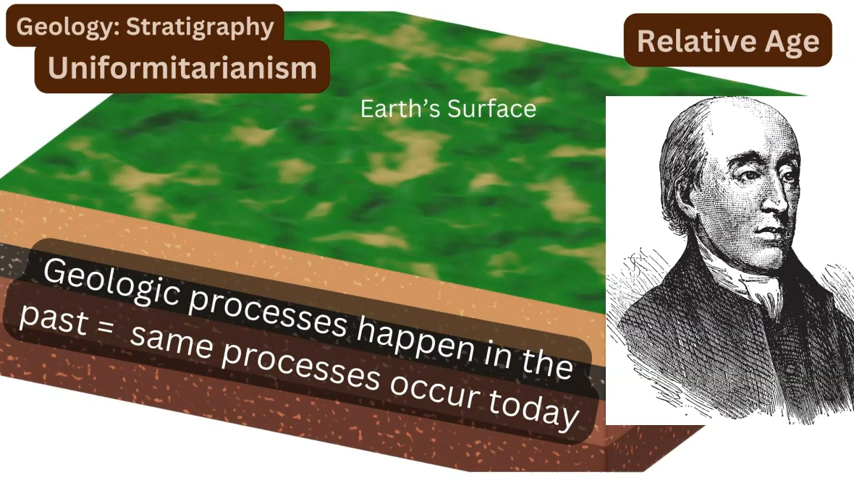 Geology: Stratigraphy
Uniformitarianism
Relative Age
Earth’s Surface
Geologic processes happen in the
past = same processes occur today